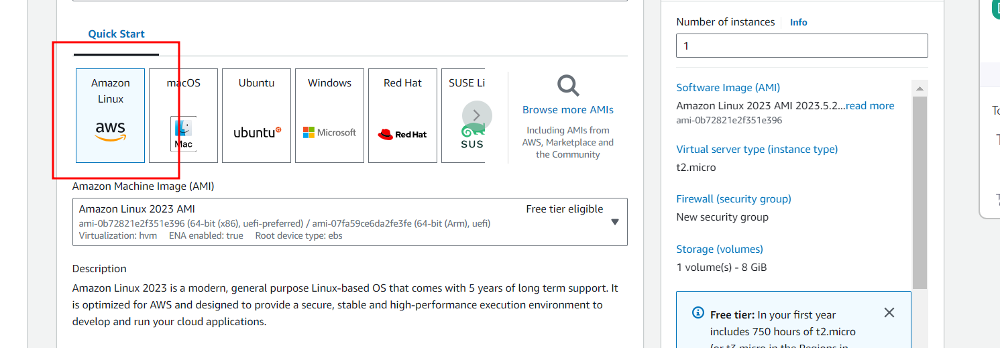 Quick Start
Amazon Linux
aws
macOS
Mac
Ubuntu
ubuntu
Windows
Microsoft
Red Hat
Red Hat
SUSE Li
SUS
Browse more AMIs
Including AMIs from
AWS, Marketplace and
the Community
Amazon Machine Image (AMI)
Amazon Linux 2023 AMI
Free tier eligible
ami-0b72821e2f351e396 (64-bit (x86), uefi-preferred) / ami-07fa59ce6da2fe3fe (64-bit (Arm), uefi)
Virtualization: hvm ENA enabled: true Root device type: ebs
Description
Amazon Linux 2023 is a modern, general purpose Linux-based OS that comes with 5 years of long term support. It
is optimized for AWS and designed to provide a secure, stable and high-performance execution environment to
develop and run your cloud applications.
Number of instances Info
1
Software Image (AMI)
Amazon Linux 2023 AMI 2023.5.2...read more
ami-0b72821e2f351e396
Virtual server type (instance type)
t2.micro
Firewall (security group)
New security group
Storage (volumes)
1 volume(s) - 8 GiB
Free tier: In your first year
includes 750 hours of t2.micro
(or t3.micro in the Regions in